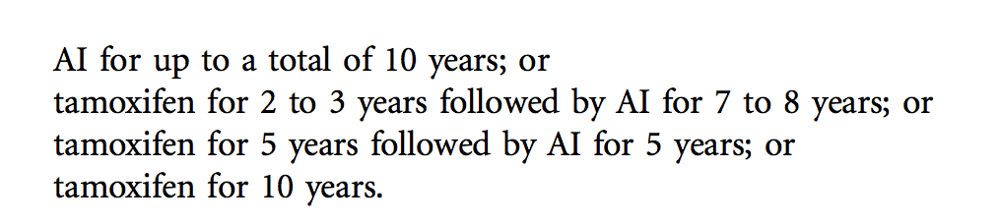 AI for up to a total of 10 years; or
tamoxifen for 2 to 3 years followed by AI for 7 to 8 years; or
tamoxifen for 5 years followed by AI for 5 years; or
tamoxifen for 10 years.